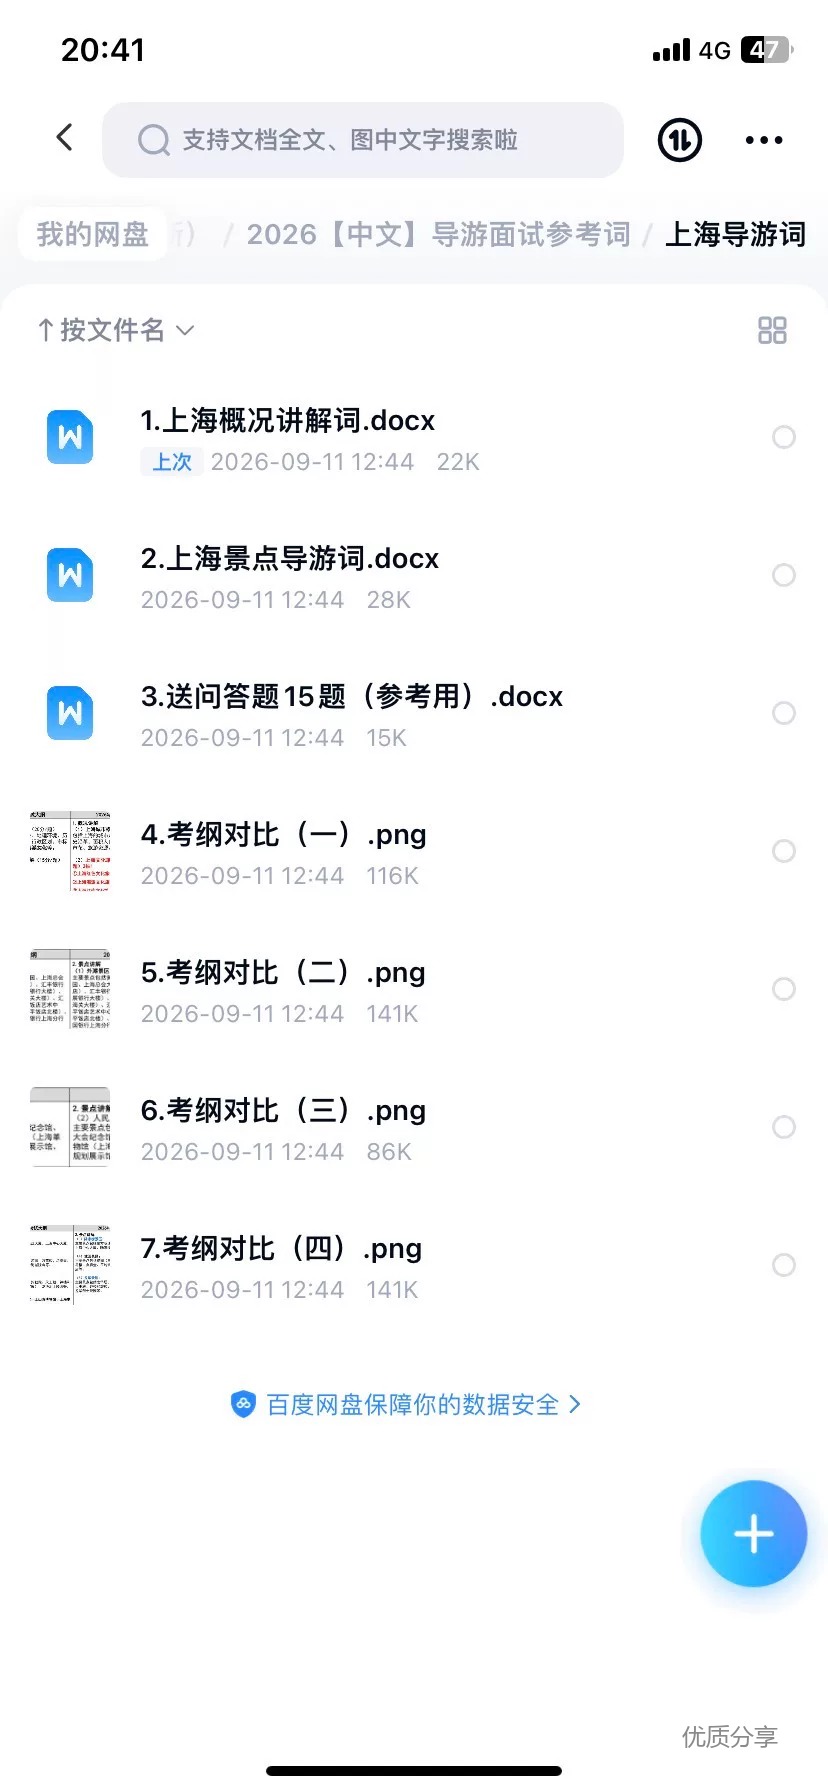 20:41
4G 47
支持文档全文、图中文字搜索啦
我的网盘 / 2026【中文】导游面试参考词 / 上海导游词
按文件名
1.上海概况讲解词.docx
上次 2026-09-11 12:44 22K
2.上海景点导游词.docx
2026-09-11 12:44 28K
3.送问答题15题（参考用）.docx
2026-09-11 12:44 15K
4.考纲对比（一）.png
2026-09-11 12:44 116K
5.考纲对比（二）.png
2026-09-11 12:44 141K
6.考纲对比（三）.png
2026-09-11 12:44 86K
7.考纲对比（四）.png
2026-09-11 12:44 141K
百度网盘保障你的数据安全
优质分享